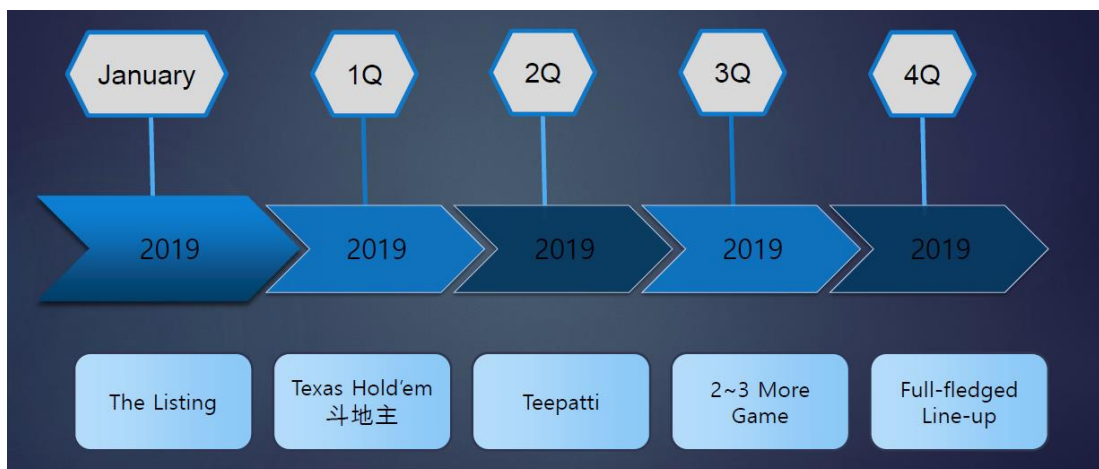 January
1Q
2Q
3Q
4Q
2019
2019
2019
2019
2019
The Listing
Texas Hold'em
斗地主
Teepatti
2~3 More
Game
Full-fledged
Line-up